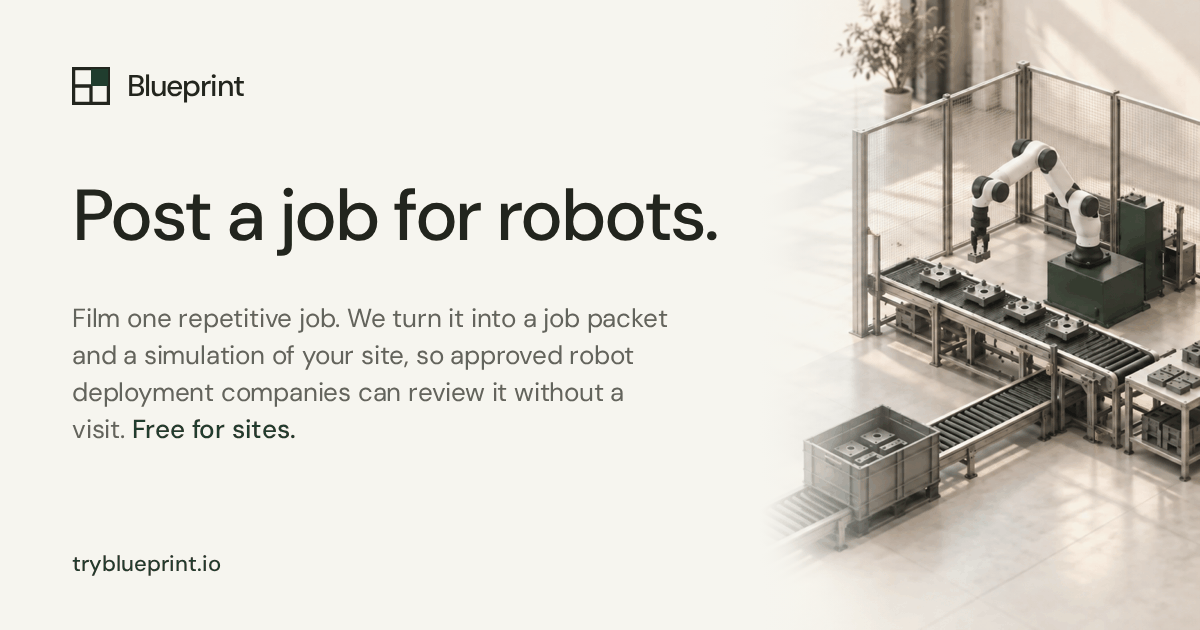 Blueprint
Post a job for robots.
Film one repetitive job. We turn it into a job packet
and a simulation of your site, so approved robot
deployment companies can review it without a
visit. Free for sites.
tryblueprint.io